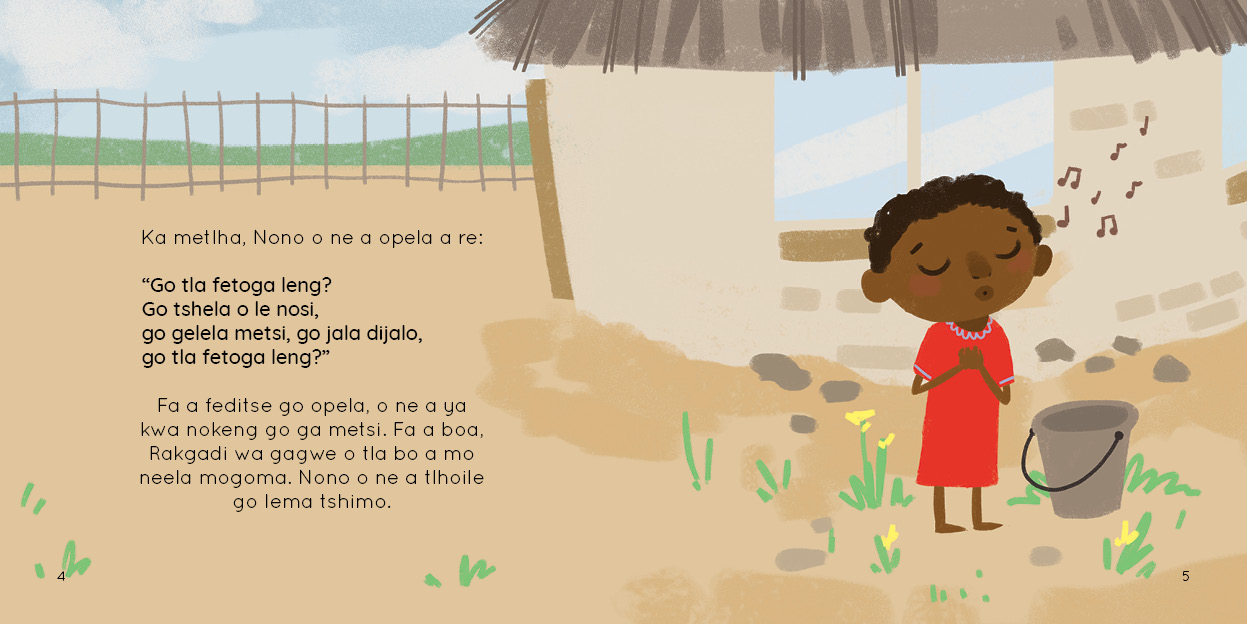 Ka metlha, Nono o ne a opela a re:
“Go tla fetoga leng?
Go tshela o le nosi,
go gelela metsi, go jala dijalo,
go tla fetoga leng?”
Fa a feditse go opela, o ne a ya
kwa nokeng go ga metsi. Fa a boa,
Rakgadi wa gagwe o tla bo a mo
neela mogoma. Nono o ne a tlhoile
go lema tshimo.
4
5